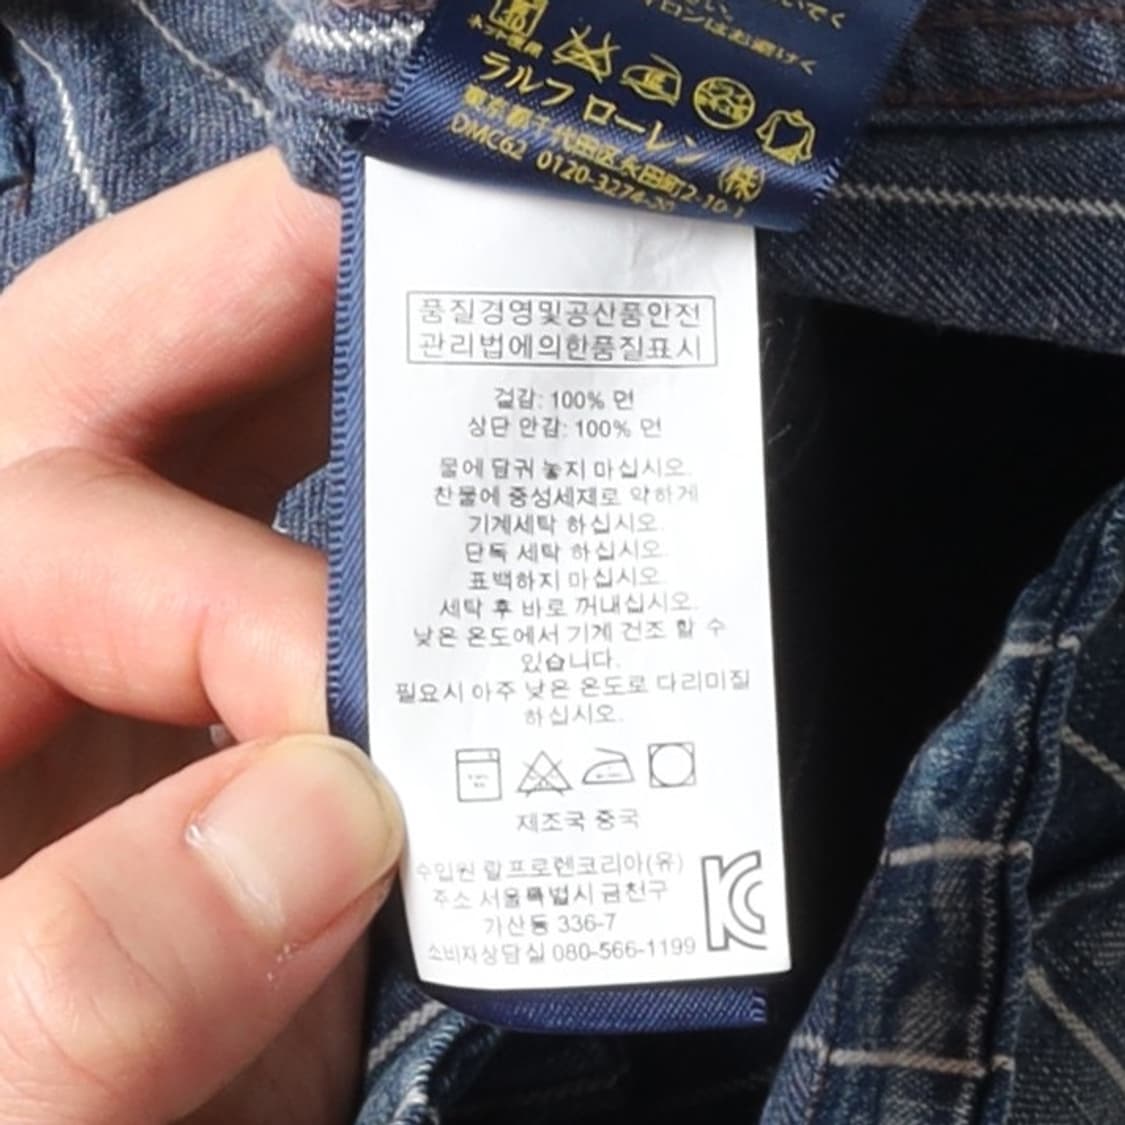 ラルフ ローレン (株)
東京都千代田区永田町2-10-1
DMC62 0120-3274-20
품질경영및공산품안전
관리법에의한품질표시
겉감: 100% 면
상단 안감: 100% 면
물에 담궈 놓지 마십시오.
찬물에 중성세제로 약하게
기계세탁 하십시오.
단독 세탁 하십시오.
표백하지 마십시오.
세탁 후 바로 꺼내십시오.
낮은 온도에서 기계 건조 할 수
있습니다.
필요시 아주 낮은 온도로 다리미질
하십시오.
제조국 중국
수입원 랄프로렌코리아(유)
주소 서울특별시 금천구
가산동 336-7
소비자상담실 080-566-1199